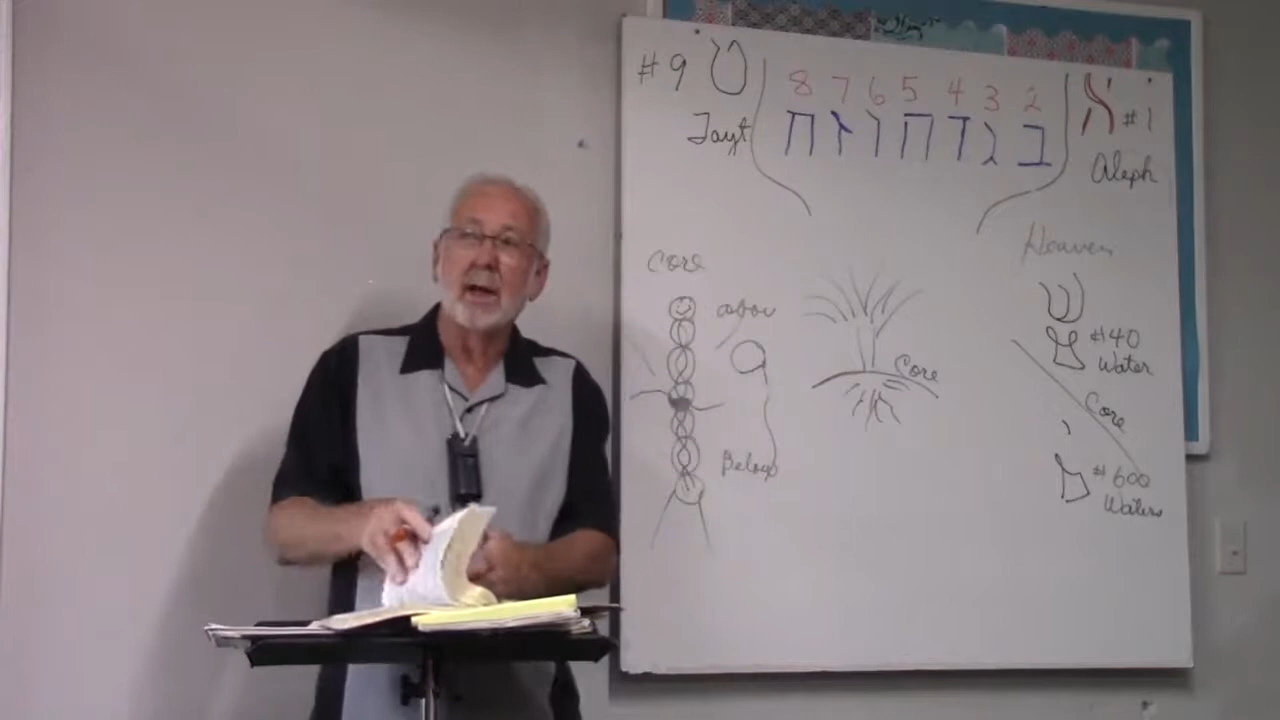 #9 ט 8 7 6 5 4 3 2 א #1
Tayt ח ז ו ה ד ג ב Aleph
Heaven
Core
Above
#40
Water
Core
Core
Below
#600
Waters